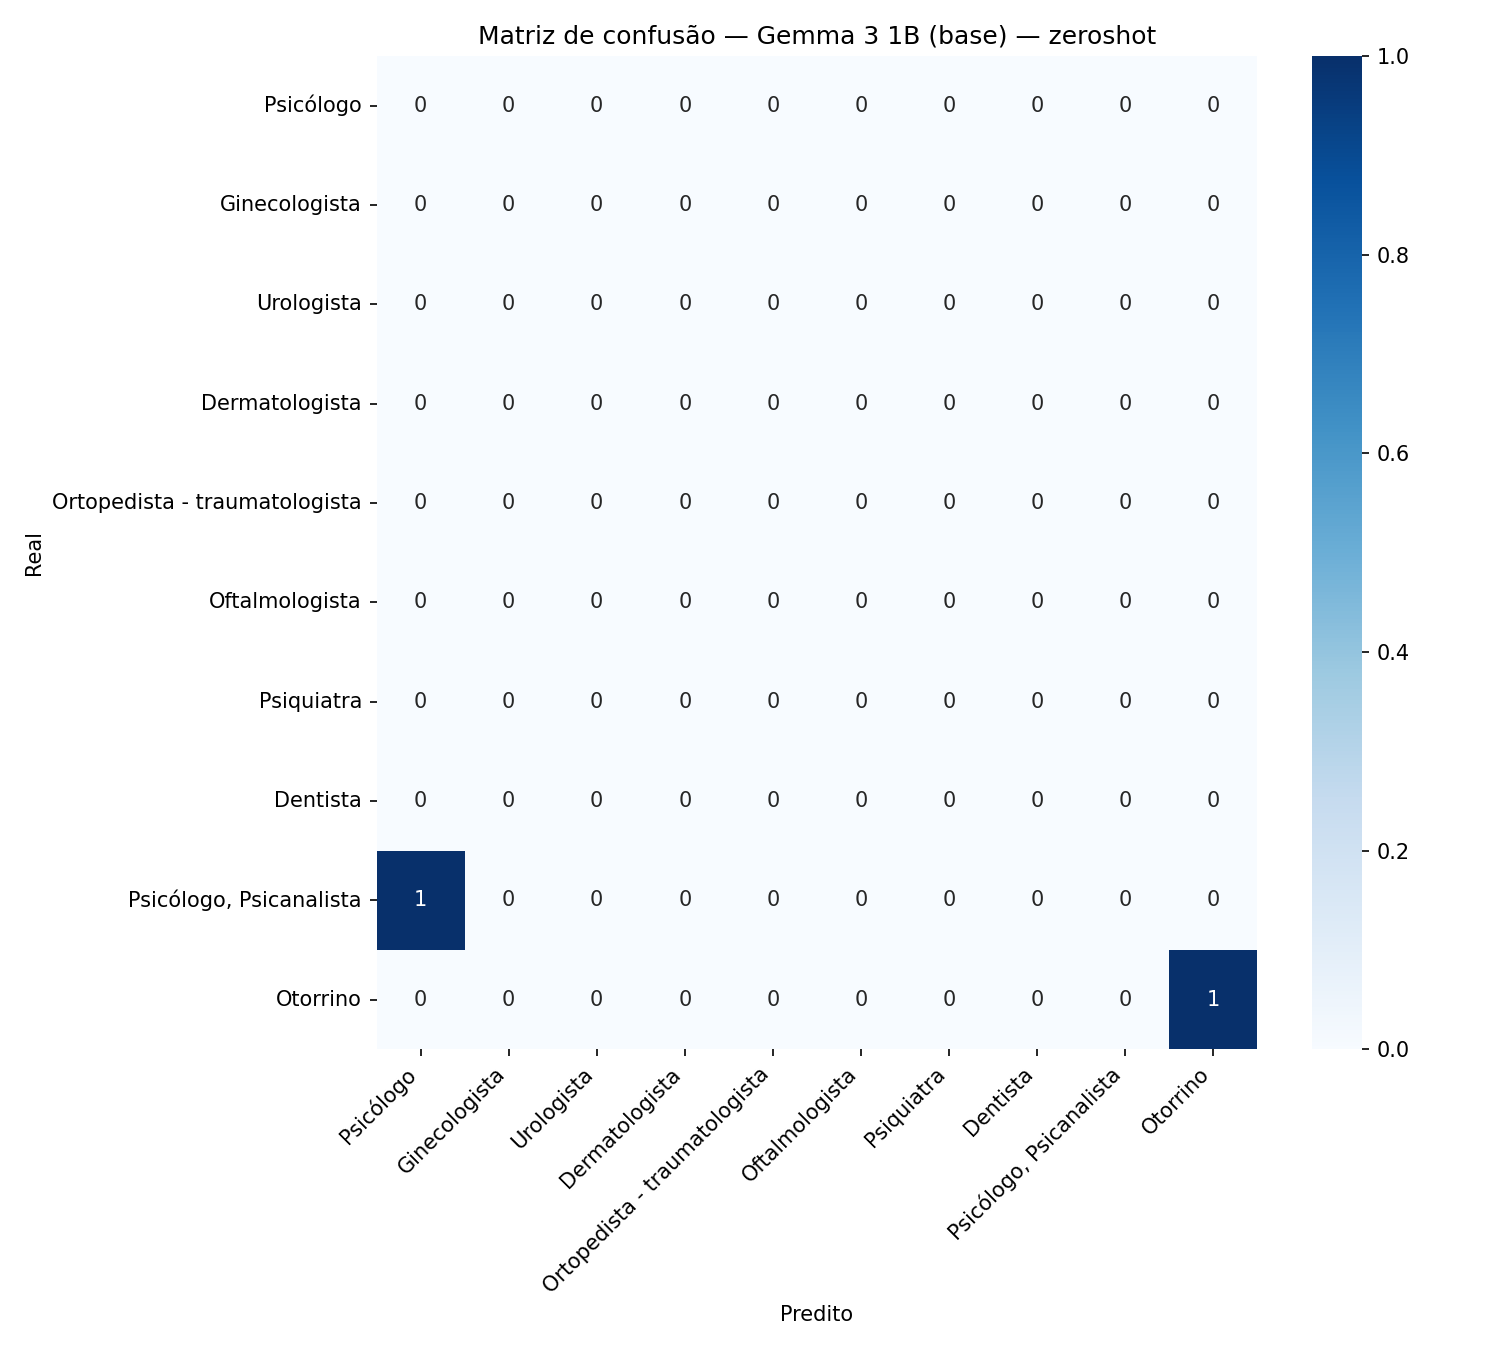 Matriz de confusão — Gemma 3 1B (base) — zeroshot
Psicólogo 0 0 0 0 0 0 0 0 0 0
Ginecologista 0 0 0 0 0 0 0 0 0 0
Urologista 0 0 0 0 0 0 0 0 0 0
Dermatologista 0 0 0 0 0 0 0 0 0 0
Ortopedista - traumatologista 0 0 0 0 0 0 0 0 0 0
Oftalmologista 0 0 0 0 0 0 0 0 0 0
Psiquiatra 0 0 0 0 0 0 0 0 0 0
Dentista 0 0 0 0 0 0 0 0 0 0
Psicólogo, Psicanalista 1 0 0 0 0 0 0 0 0 0
Otorrino 0 0 0 0 0 0 0 0 0 1
Real
Psicólogo
Ginecologista
Urologista
Dermatologista
Ortopedista - traumatologista
Oftalmologista
Psiquiatra
Dentista
Psicólogo, Psicanalista
Otorrino
Predito
1.0
0.8
0.6
0.4
0.2
0.0